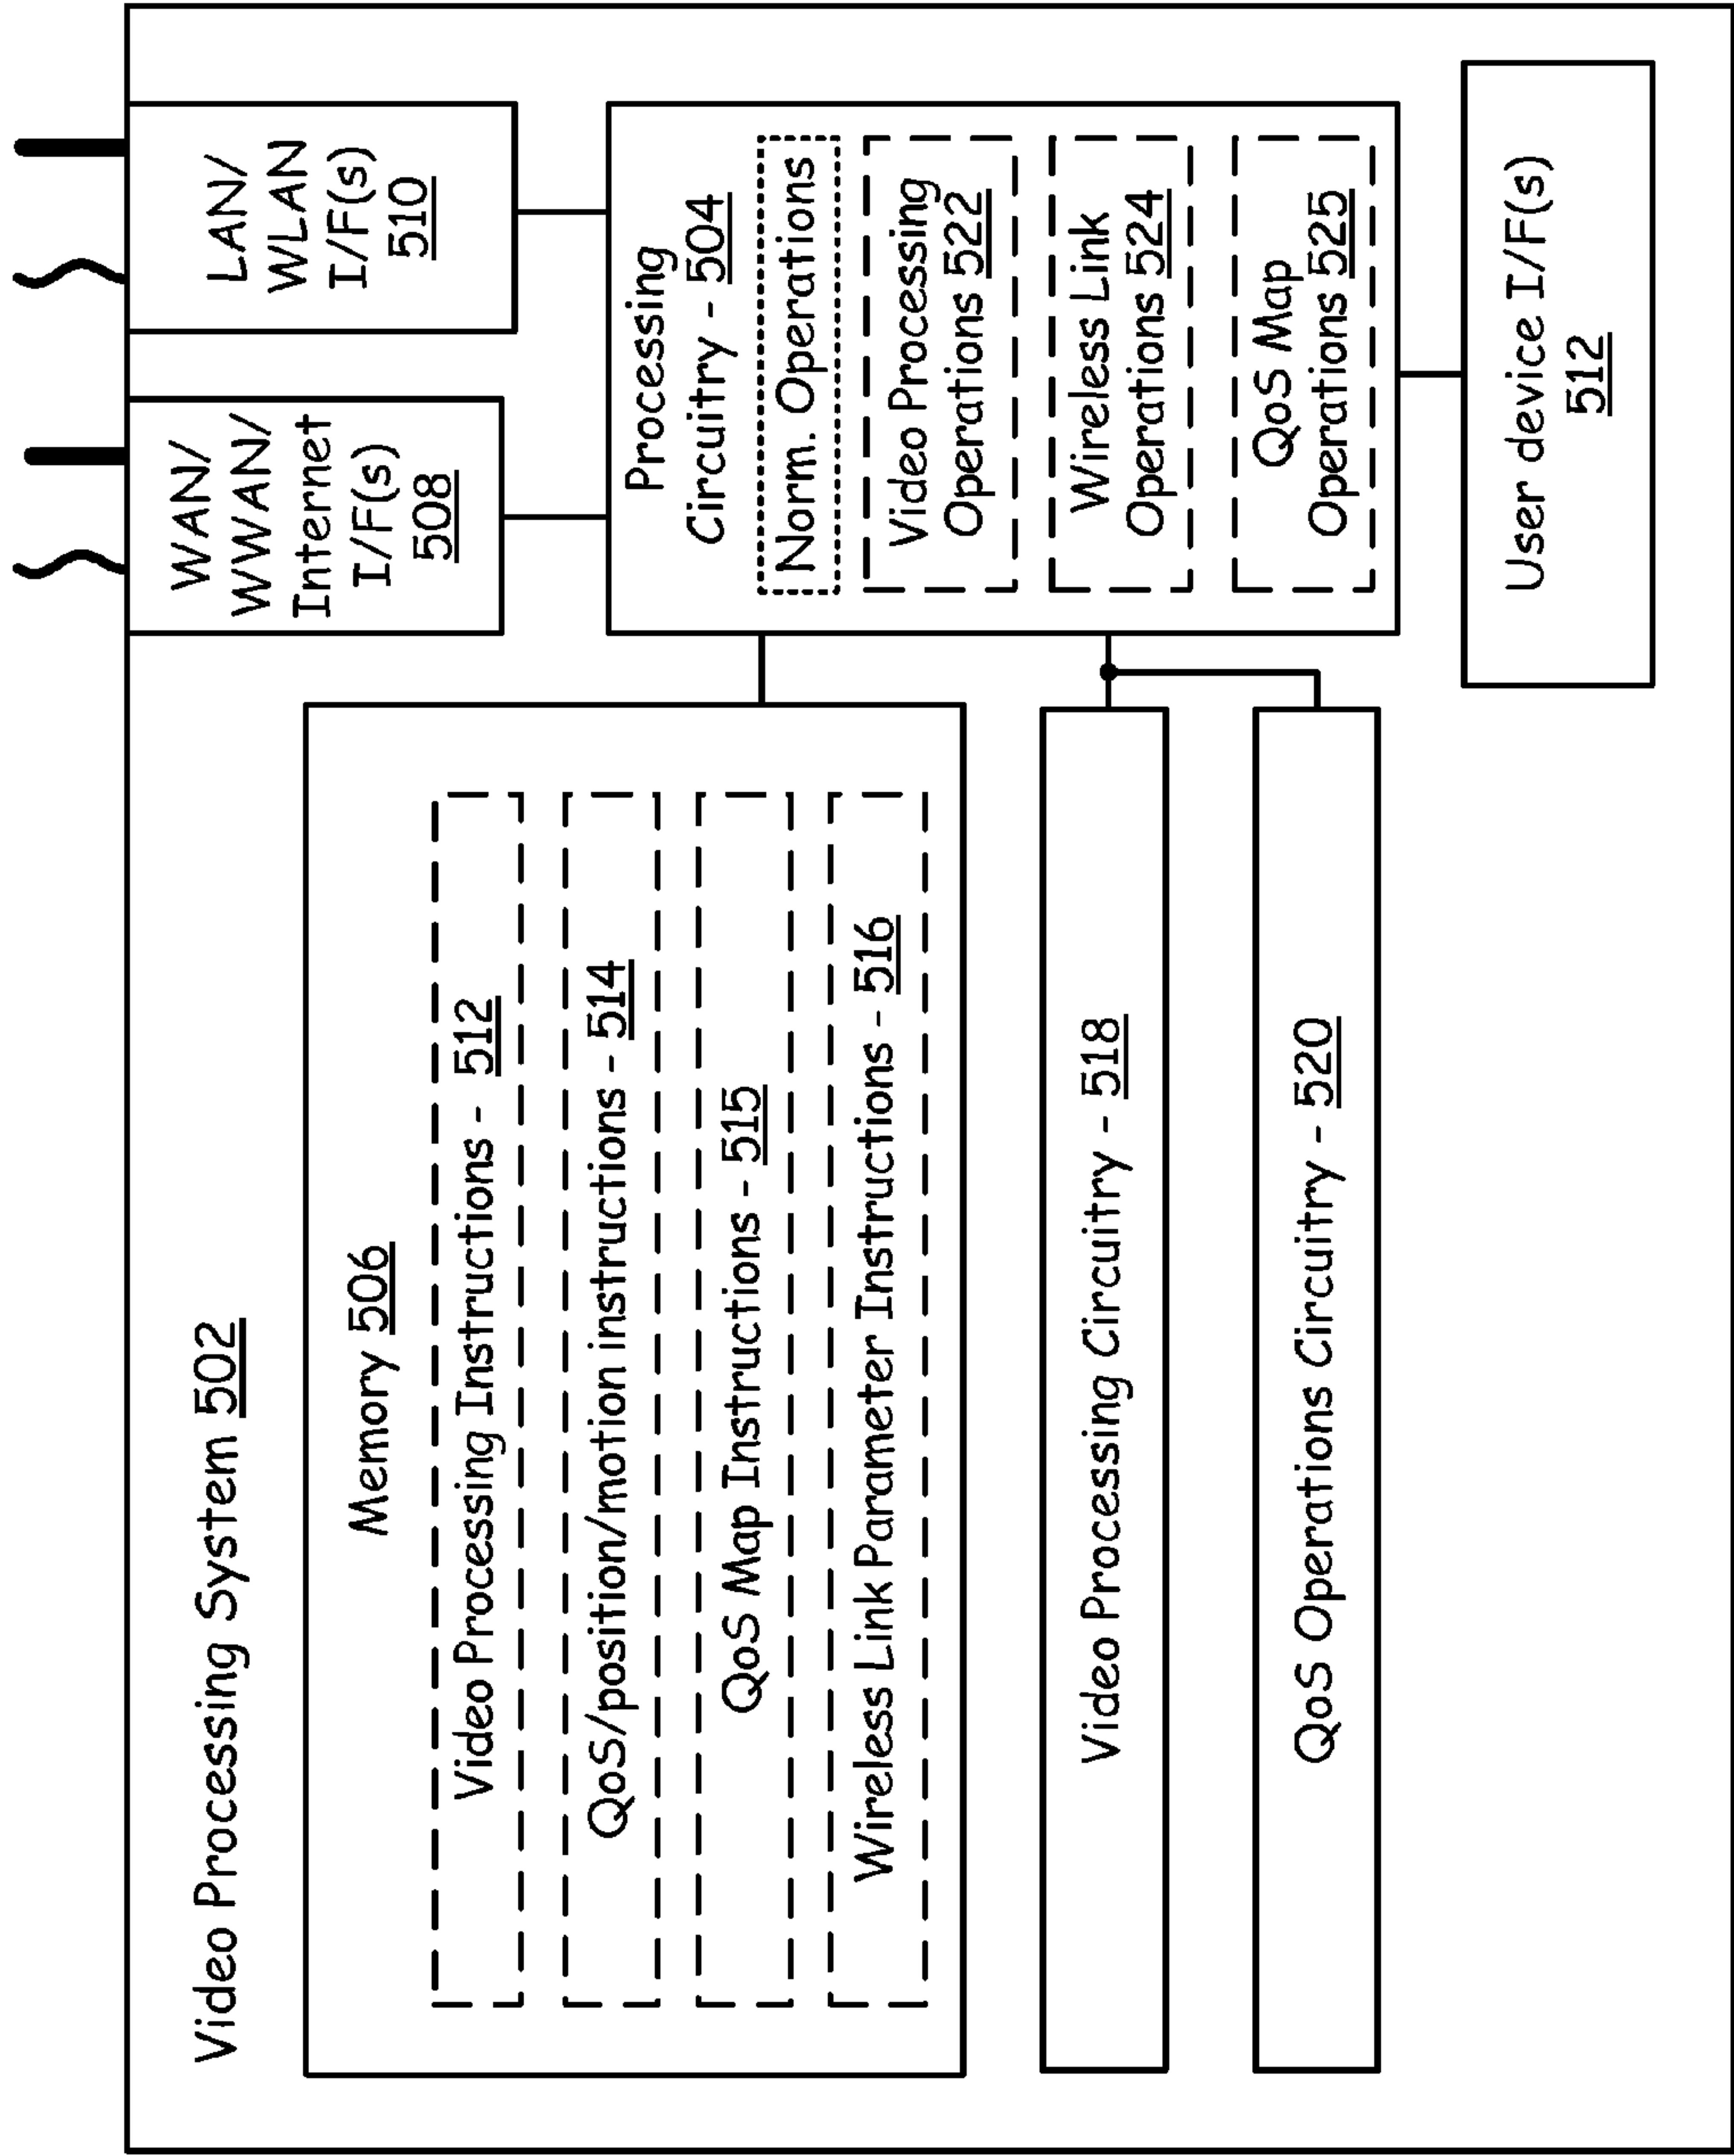 Video Processing System 502
Memory 506
Video Processing Instructions - 512
QoS/position/motion instructions - 514
QoS Map Instructions - 515
Wireless Link Parameter Instructions - 516
Video Processing Circuitry - 518
QoS Operations Circuitry - 520
WAN/
WWAN/
Internet
I/F(s)
508
LAN/
WLAN
I/F(s)
510
Processing
Circuitry - 504
Norm. Operations
Video Processing
Operations 522
Wireless Link
Operations 524
QoS Map
Operations 525
User device I/F(s)
512